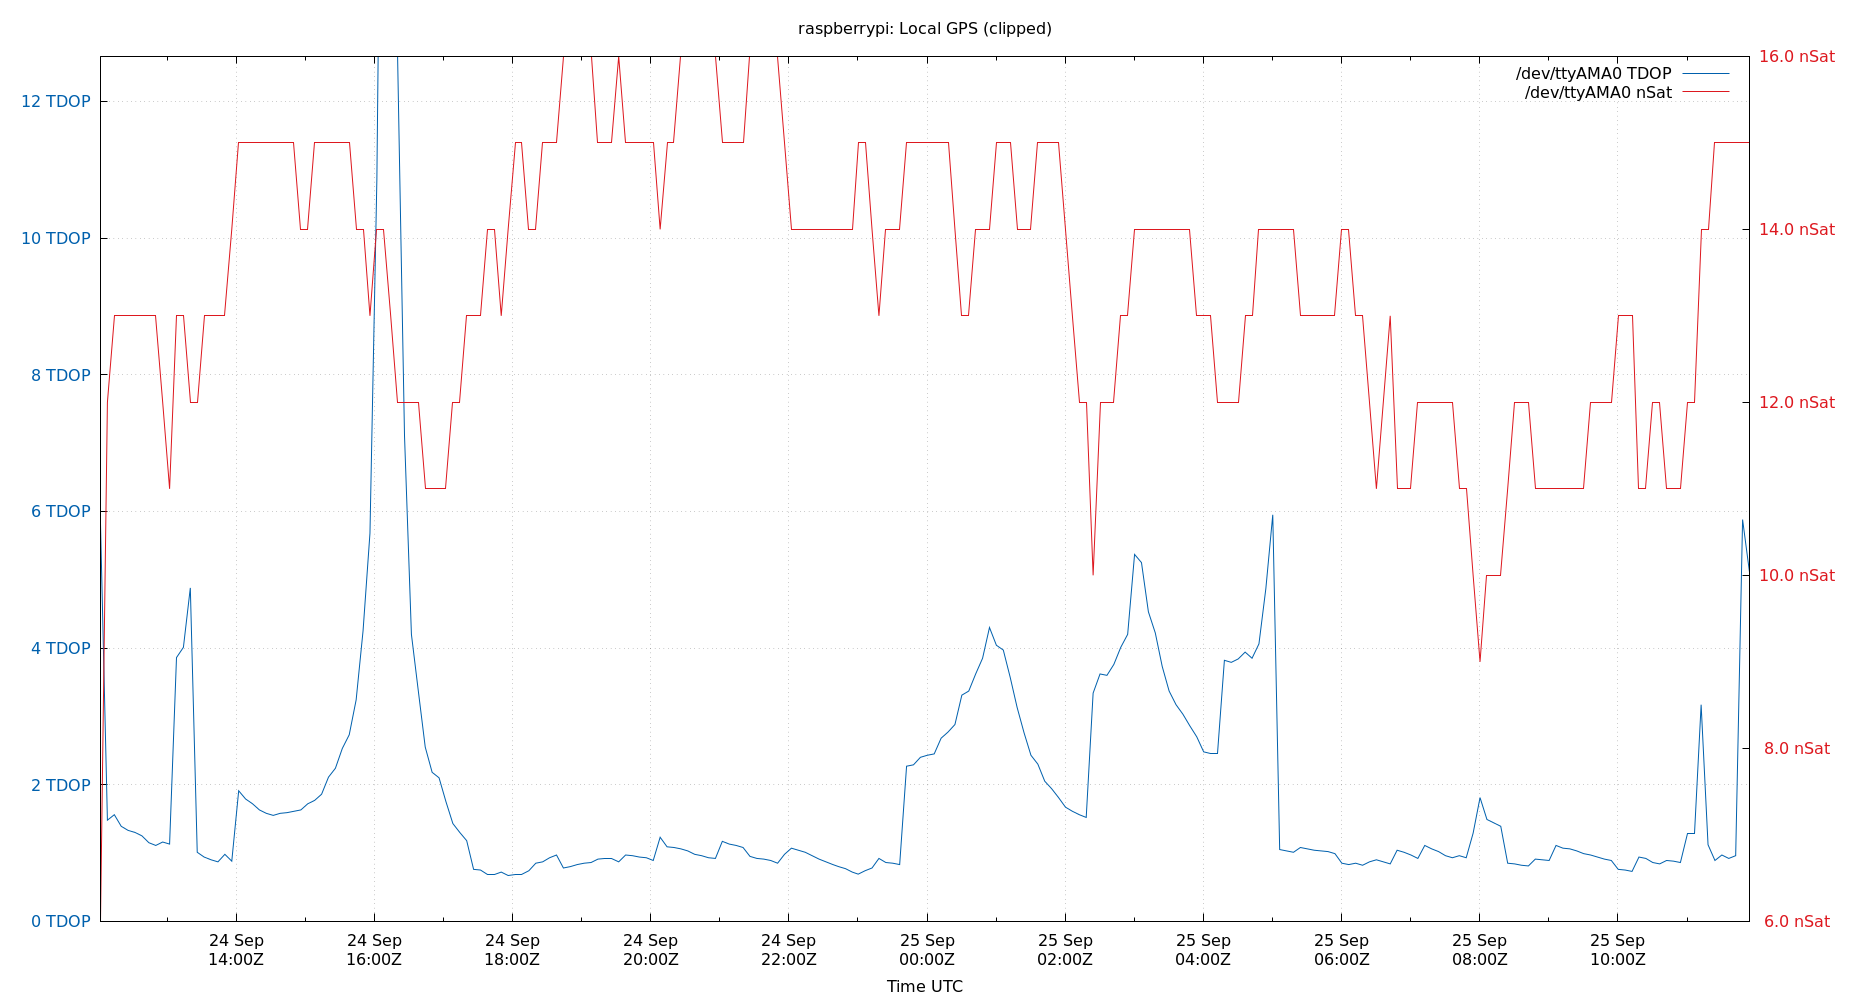 raspberrypi: Local GPS (clipped)
/dev/ttyAMA0 TDOP
/dev/ttyAMA0 nSat
12 TDOP
10 TDOP
8 TDOP
6 TDOP
4 TDOP
2 TDOP
0 TDOP
16.0 nSat
14.0 nSat
12.0 nSat
10.0 nSat
8.0 nSat
6.0 nSat
24 Sep
14:00Z
24 Sep
16:00Z
24 Sep
18:00Z
24 Sep
20:00Z
24 Sep
22:00Z
25 Sep
00:00Z
25 Sep
02:00Z
25 Sep
04:00Z
25 Sep
06:00Z
25 Sep
08:00Z
25 Sep
10:00Z
Time UTC